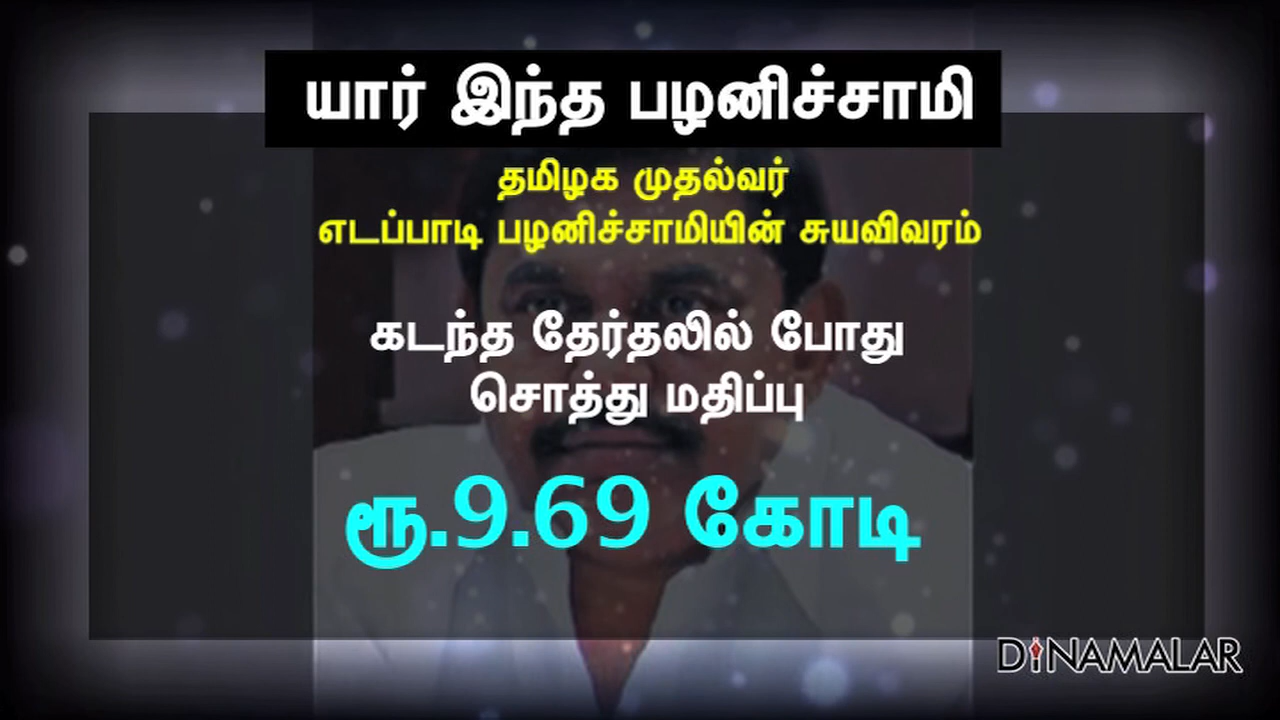 யார் இந்த பழனிச்சாமி
தமிழக முதல்வர்
எடப்பாடி பழனிச்சாமியின் சுயவிவரம்
கடந்த தேர்தலில் போது
சொத்து மதிப்பு
ரூ.9.69 கோடி
DINAMALAR